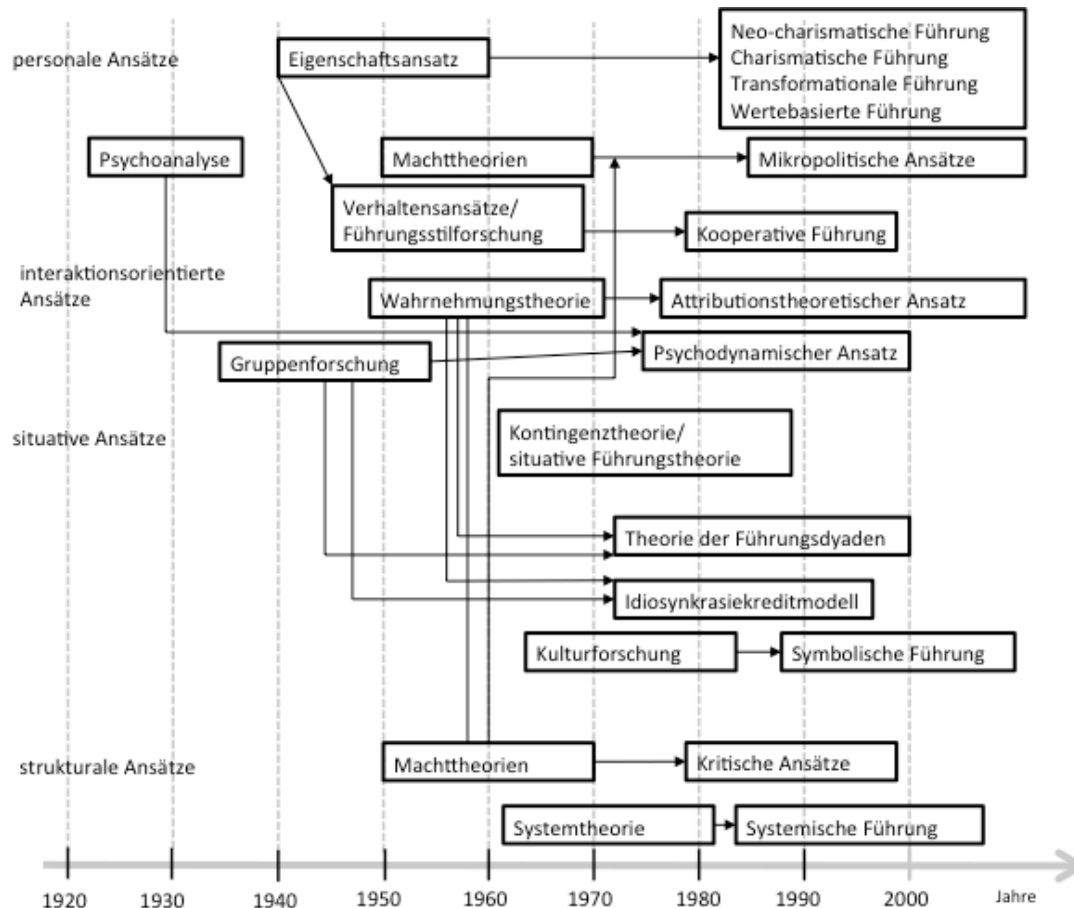 personale Ansätze
Eigenschaftsansatz
Neo-charismatische Führung
Charismatische Führung
Transformationale Führung
Wertebasierte Führung
Psychoanalyse
Machttheorien
Mikropolitische Ansätze
Verhaltensansätze/
Führungsstilforschung
Kooperative Führung
interaktionsorientierte
Ansätze
Wahrnehmungstheorie
Attributionstheoretischer Ansatz
Gruppenforschung
Psychodynamischer Ansatz
situative Ansätze
Kontingenztheorie/
situative Führungstheorie
Theorie der Führungsdyaden
Idiosynkrasiekreditmodell
Kulturforschung
Symbolische Führung
strukturale Ansätze
Machttheorien
Kritische Ansätze
Systemtheorie
Systemische Führung
1920 1930 1940 1950 1960 1970 1980 1990 2000 Jahre